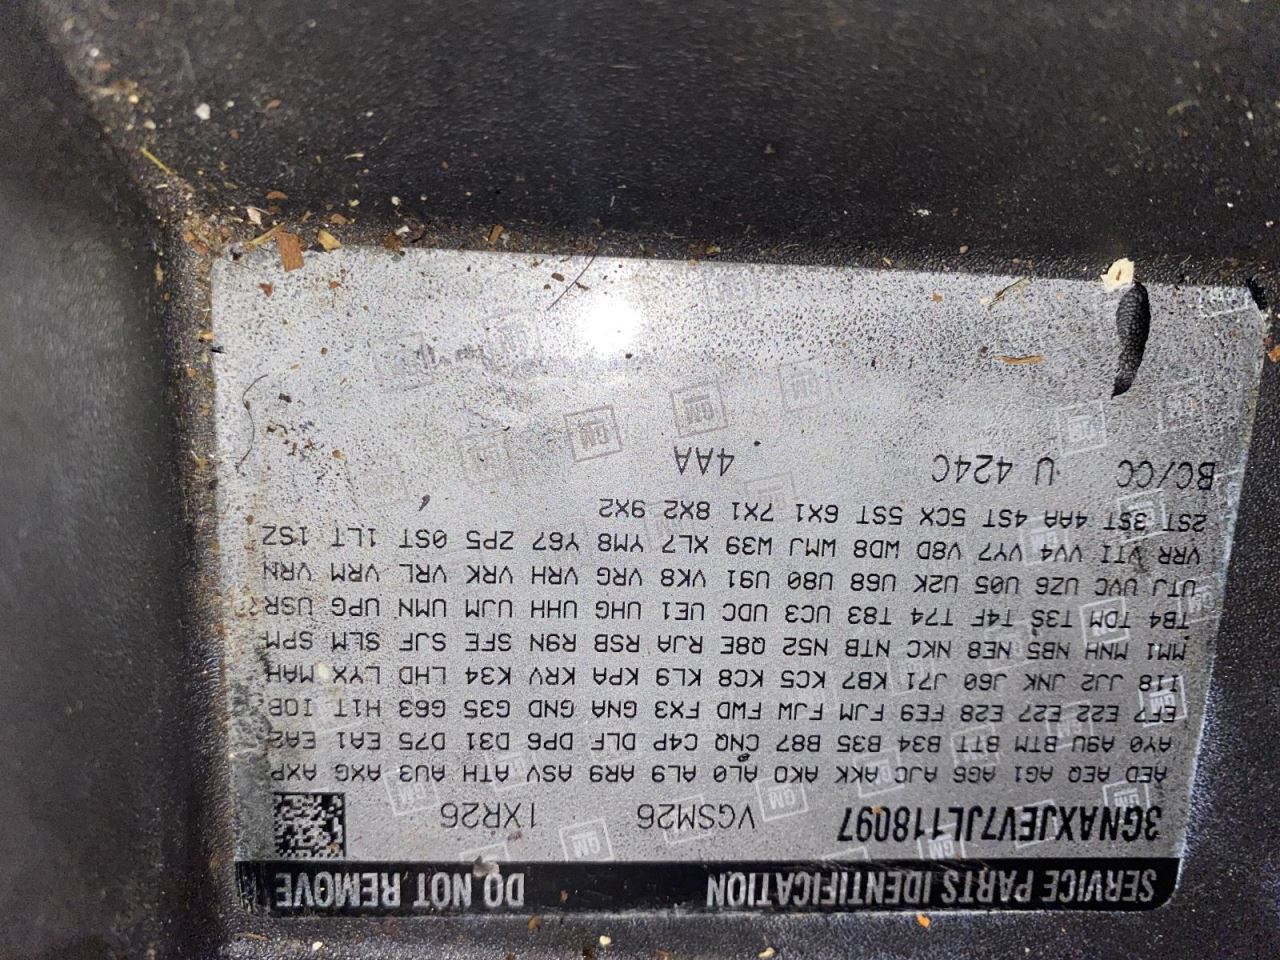 SERVICE PARTS IDENTIFICATION DO NOT REMOVE
3GNAXJEV7JL118097 VGSM26 1XR26
AED AEQ AG1 AG6 AJC AKK AKO AL0 AL9 AR9 ASV ATH AU3 AXG AXP
AY0 A9U BTM BTT B34 B35 B87 CNQ C4P DLF DP6 D31 D75 EA1 EA2
EF7 E22 E27 E28 FE9 FJM FJW FWD FX3 GNA GND G35 G63 H1T IOB
I18 JJ2 JNK J60 J71 KB7 KC5 KC8 KL9 KPA KRV K34 LHD LYX MAH
MM1 MNH NB5 NE8 NKC NTB N52 Q8E RJA RSB R9N SFE SJF SLM SPM
TB4 TDM T3S T4F T74 T83 UC3 UDC UE1 UHG UHH UJM UMN UPG USR
UTJ UVC UZ6 U05 U2K U68 U80 U91 VK8 VRG VRH VRK VRL VRM VRN
VRR VTI VV4 VY7 V8D WD8 WMJ W39 XL7 YM8 Y67 ZP5 0ST 1LT 1SZ
2ST 3ST 4AA 4ST 5CX 5ST 6X1 7X1 8X2 9X2
BC/CC U 424C 4AA